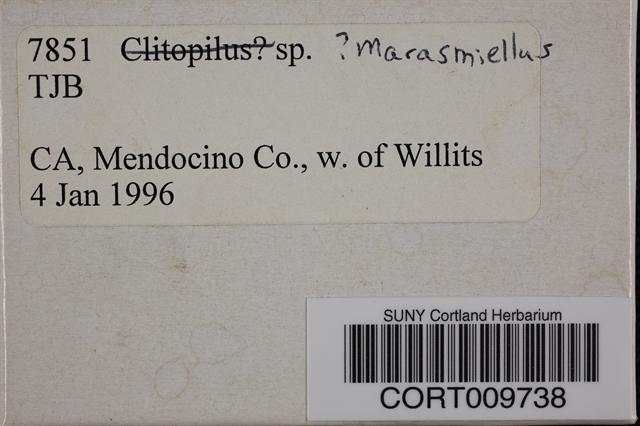 7851 Clitopilus? sp. ?Marasmiellus
TJB
CA, Mendocino Co., w. of Willits
4 Jan 1996
SUNY Cortland Herbarium
CORT009738